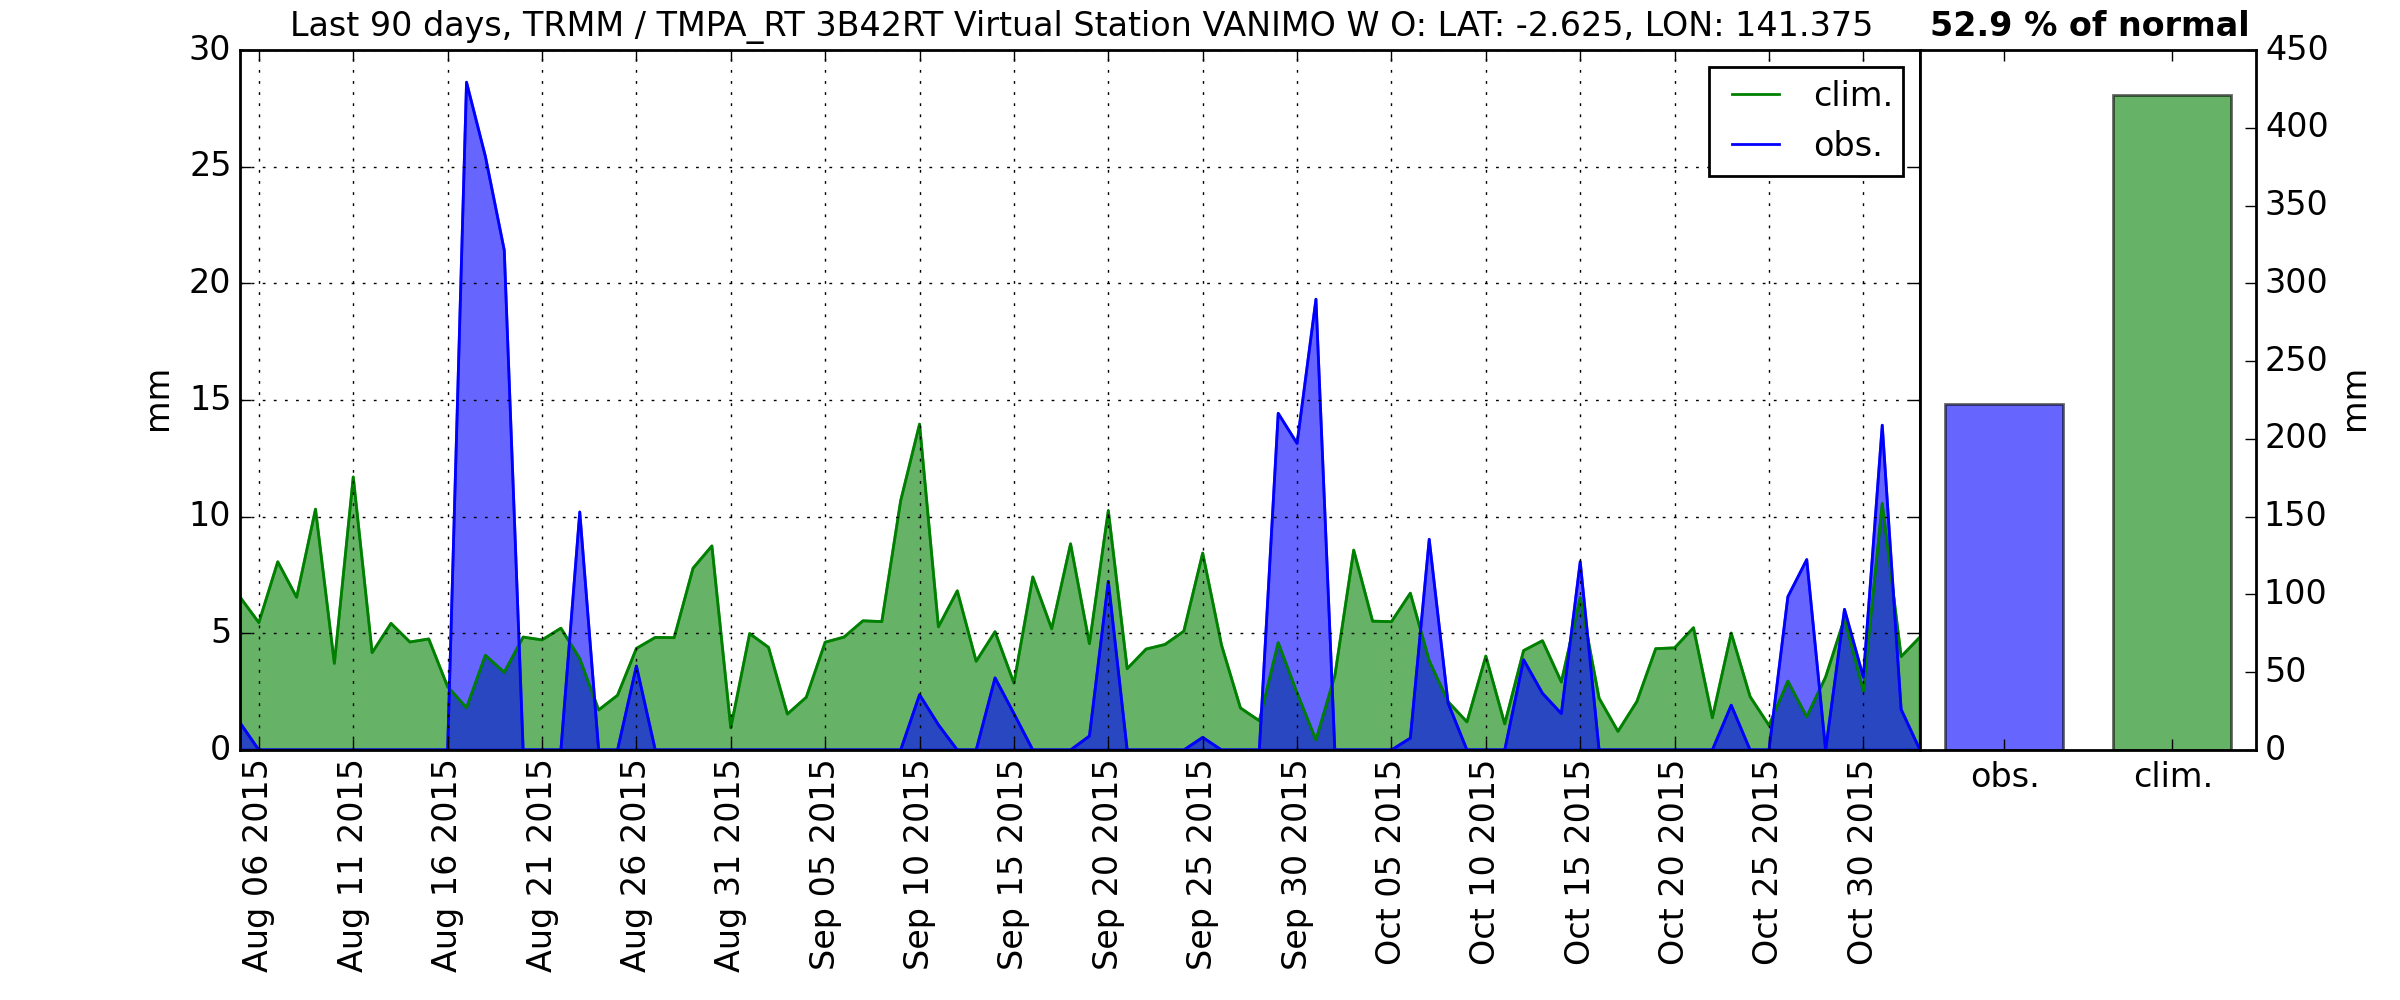 Last 90 days, TRMM / TMPA_RT 3B42RT Virtual Station VANIMO W O: LAT: -2.625, LON: 141.375
52.9 % of normal
30
25
20
15
10
5
0
mm
clim.
obs.
450
400
350
300
250
200
150
100
50
0
mm
Aug 06 2015
Aug 11 2015
Aug 16 2015
Aug 21 2015
Aug 26 2015
Aug 31 2015
Sep 05 2015
Sep 10 2015
Sep 15 2015
Sep 20 2015
Sep 25 2015
Sep 30 2015
Oct 05 2015
Oct 10 2015
Oct 15 2015
Oct 20 2015
Oct 25 2015
Oct 30 2015
obs.
clim.